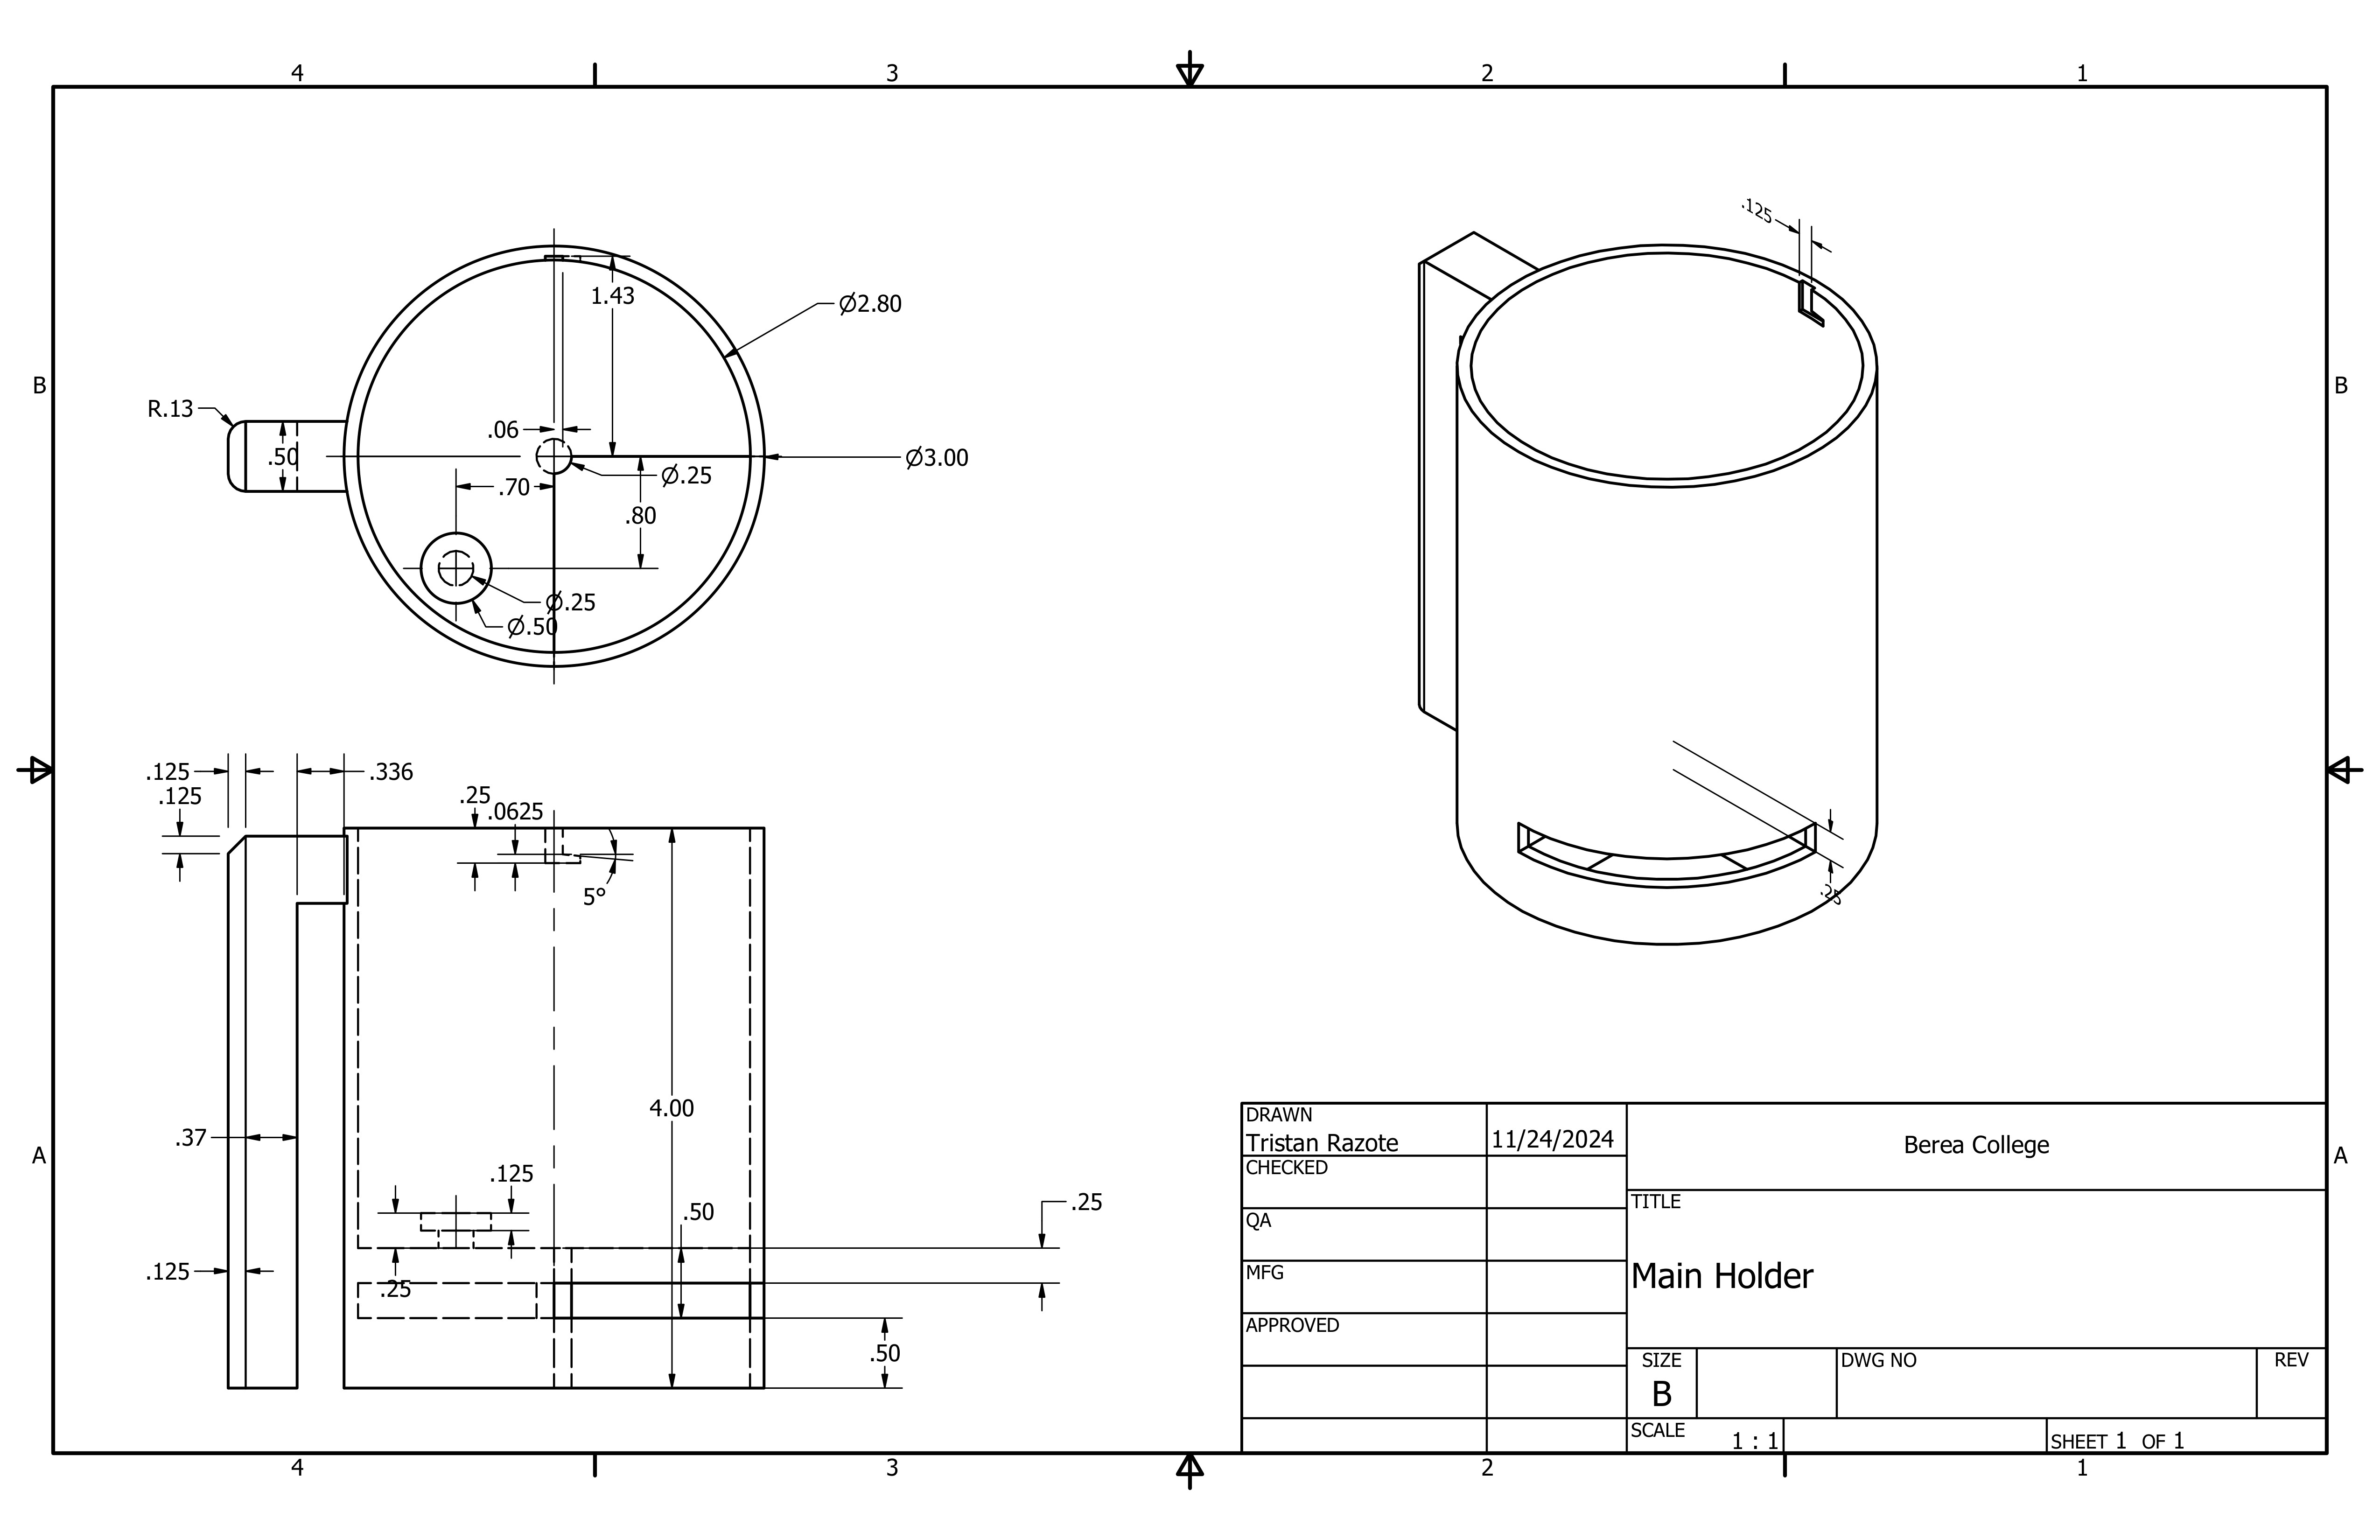 4 3 2 1
B B
A A
1.43
⌀2.80
R.13
.50
.06
⌀3.00
⌀.25
.70
.80
⌀.25
⌀.50
.125
.125 .336
.125
.25
.0625
5°
4.00
.37
.125
.50
.25
.125
.25
.50
.25
DRAWN
Tristan Razote 11/24/2024
Berea College
CHECKED
QA
MFG
APPROVED
TITLE
Main Holder
SIZE
B
DWG NO
REV
SCALE
1 : 1
SHEET 1 OF 1
4 3 2 1